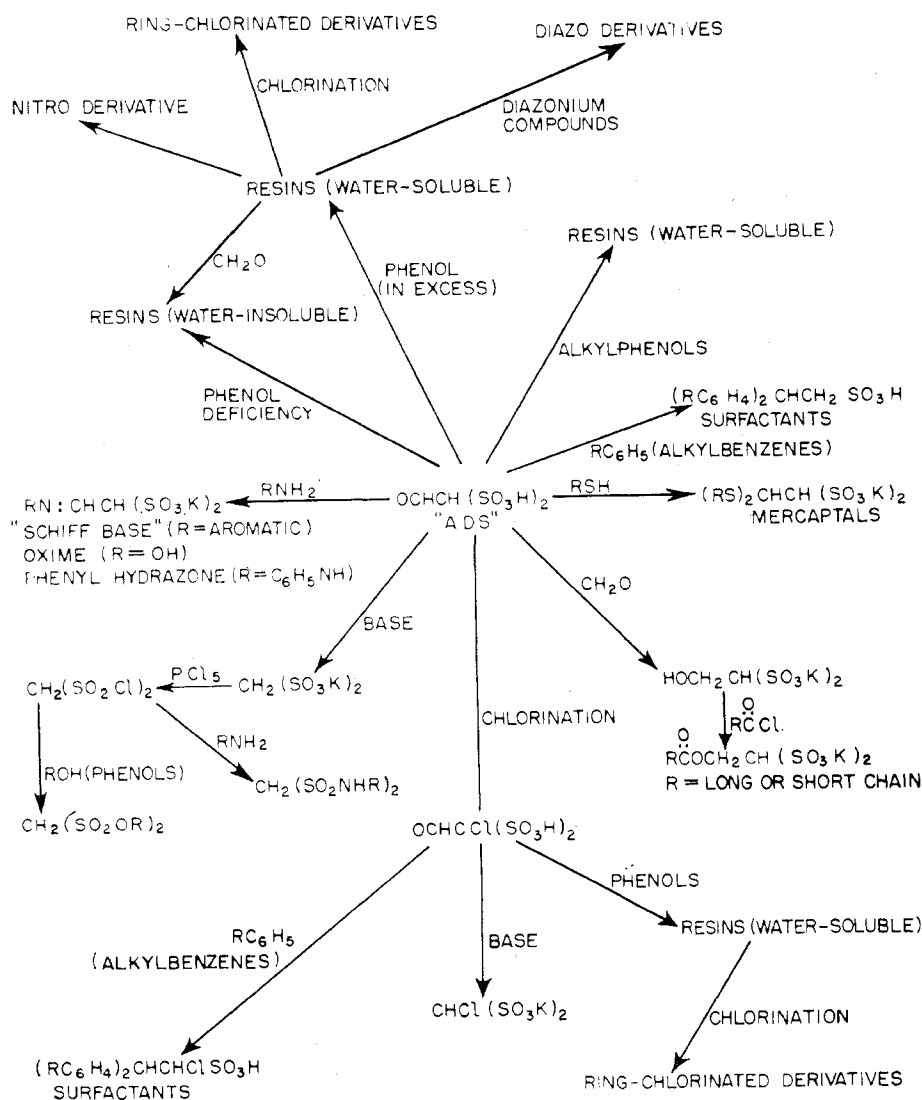 RING-CHLORINATED DERIVATIVES
DIAZO DERIVATIVES
CHLORINATION
NITRO DERIVATIVE
DIAZONIUM
COMPOUNDS
RESINS (WATER-SOLUBLE)
RESINS (WATER-SOLUBLE)
CH₂O
PHENOL
(IN EXCESS)
RESINS (WATER-INSOLUBLE)
ALKYLPHENOLS
PHENOL
DEFICIENCY
(RC₆H₄)₂CHCH₂ SO₃H
SURFACTANTS
RC₆H₅(ALKYLBENZENES)
RN:CHCH(SO₃K)₂
RNH₂
OCHCH(SO₃H)₂
RSH
(RS)₂CHCH(SO₃K)₂
"SCHIFF BASE" (R=AROMATIC)
"ADS"
MERCAPTALS
OXIME (R=OH)
PHENYL HYDRAZONE (R=C₆H₅NH)
CH₂O
BASE
CH₂(SO₂Cl)₂
PCl₅
CH₂(SO₃K)₂
HOCH₂CH(SO₃K)₂
CHLORINATION
O
RCCl.
RNH₂
O
RCOCH₂CH(SO₃K)₂
ROH(PHENOLS)
CH₂(SO₂NHR)₂
R=LONG OR SHORT CHAIN
CH₂(SO₂OR)₂
OCHCCl(SO₃H)₂
PHENOLS
RC₆H₅
(ALKYLBENZENES)
BASE
RESINS (WATER-SOLUBLE)
CHCl(SO₃K)₂
CHLORINATION
(RC₆H₄)₂CHCHClSO₃H
SURFACTANTS
RING-CHLORINATED DERIVATIVES